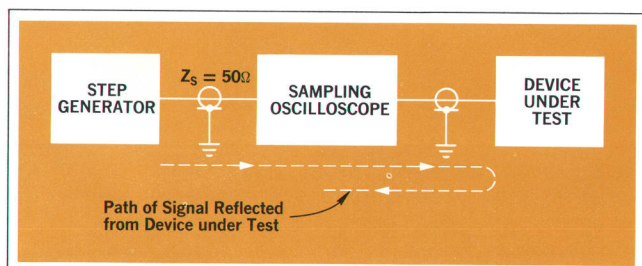 STEP
GENERATOR
Z_S = 50Ω
SAMPLING
OSCILLOSCOPE
DEVICE
UNDER
TEST
Path of Signal Reflected
from Device under Test